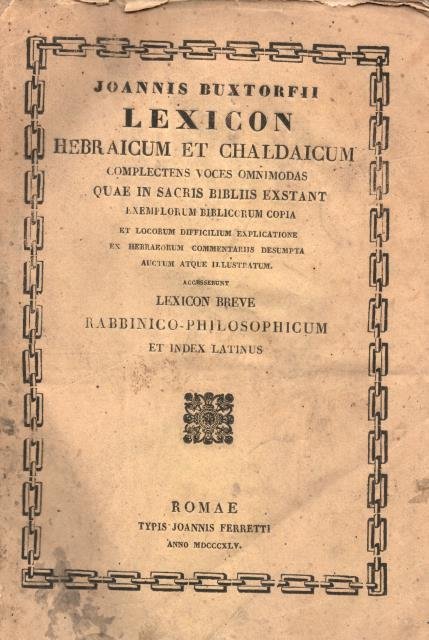 JOANNIS BUXTORFII
LEXICON
HEBRAICUM ET CHALDAICUM
COMPLECTENS VOCES OMNIMODAS
QUAE IN SACRIS BIBLIIS EXSTANT
EXEMPLORUM BIBLICORUM COPIA
ET LOCORUM DIFFICILIUM EXPLICATIONE
EX HEBRAEORUM COMMENTARIIS DESUMPTA
AUCTUM ATQUE ILLUSTRATUM.
ACCESSERUNT
LEXICON BREVE
RABBINICO-PHILOSOPHICUM
ET INDEX LATINUS
ROMAE
TYPIS JOANNIS FERRETTI
ANNO MDCCCXLV.